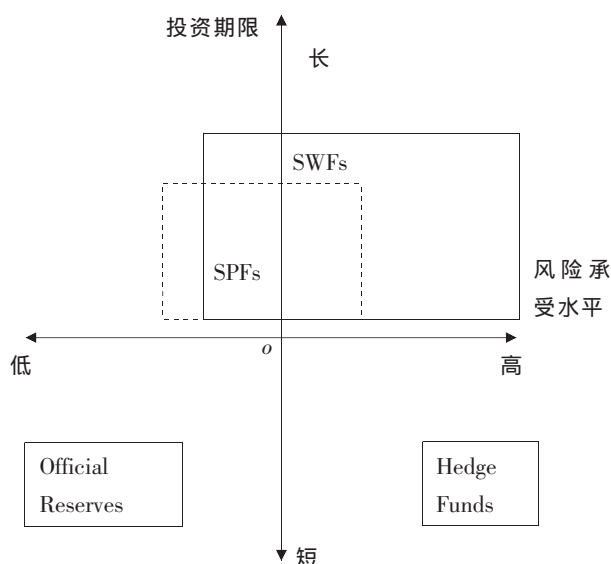 投资期限
长
SWFs
SPFs
风险承
受水平
o
低
高
Official
Reserves
Hedge
Funds
短